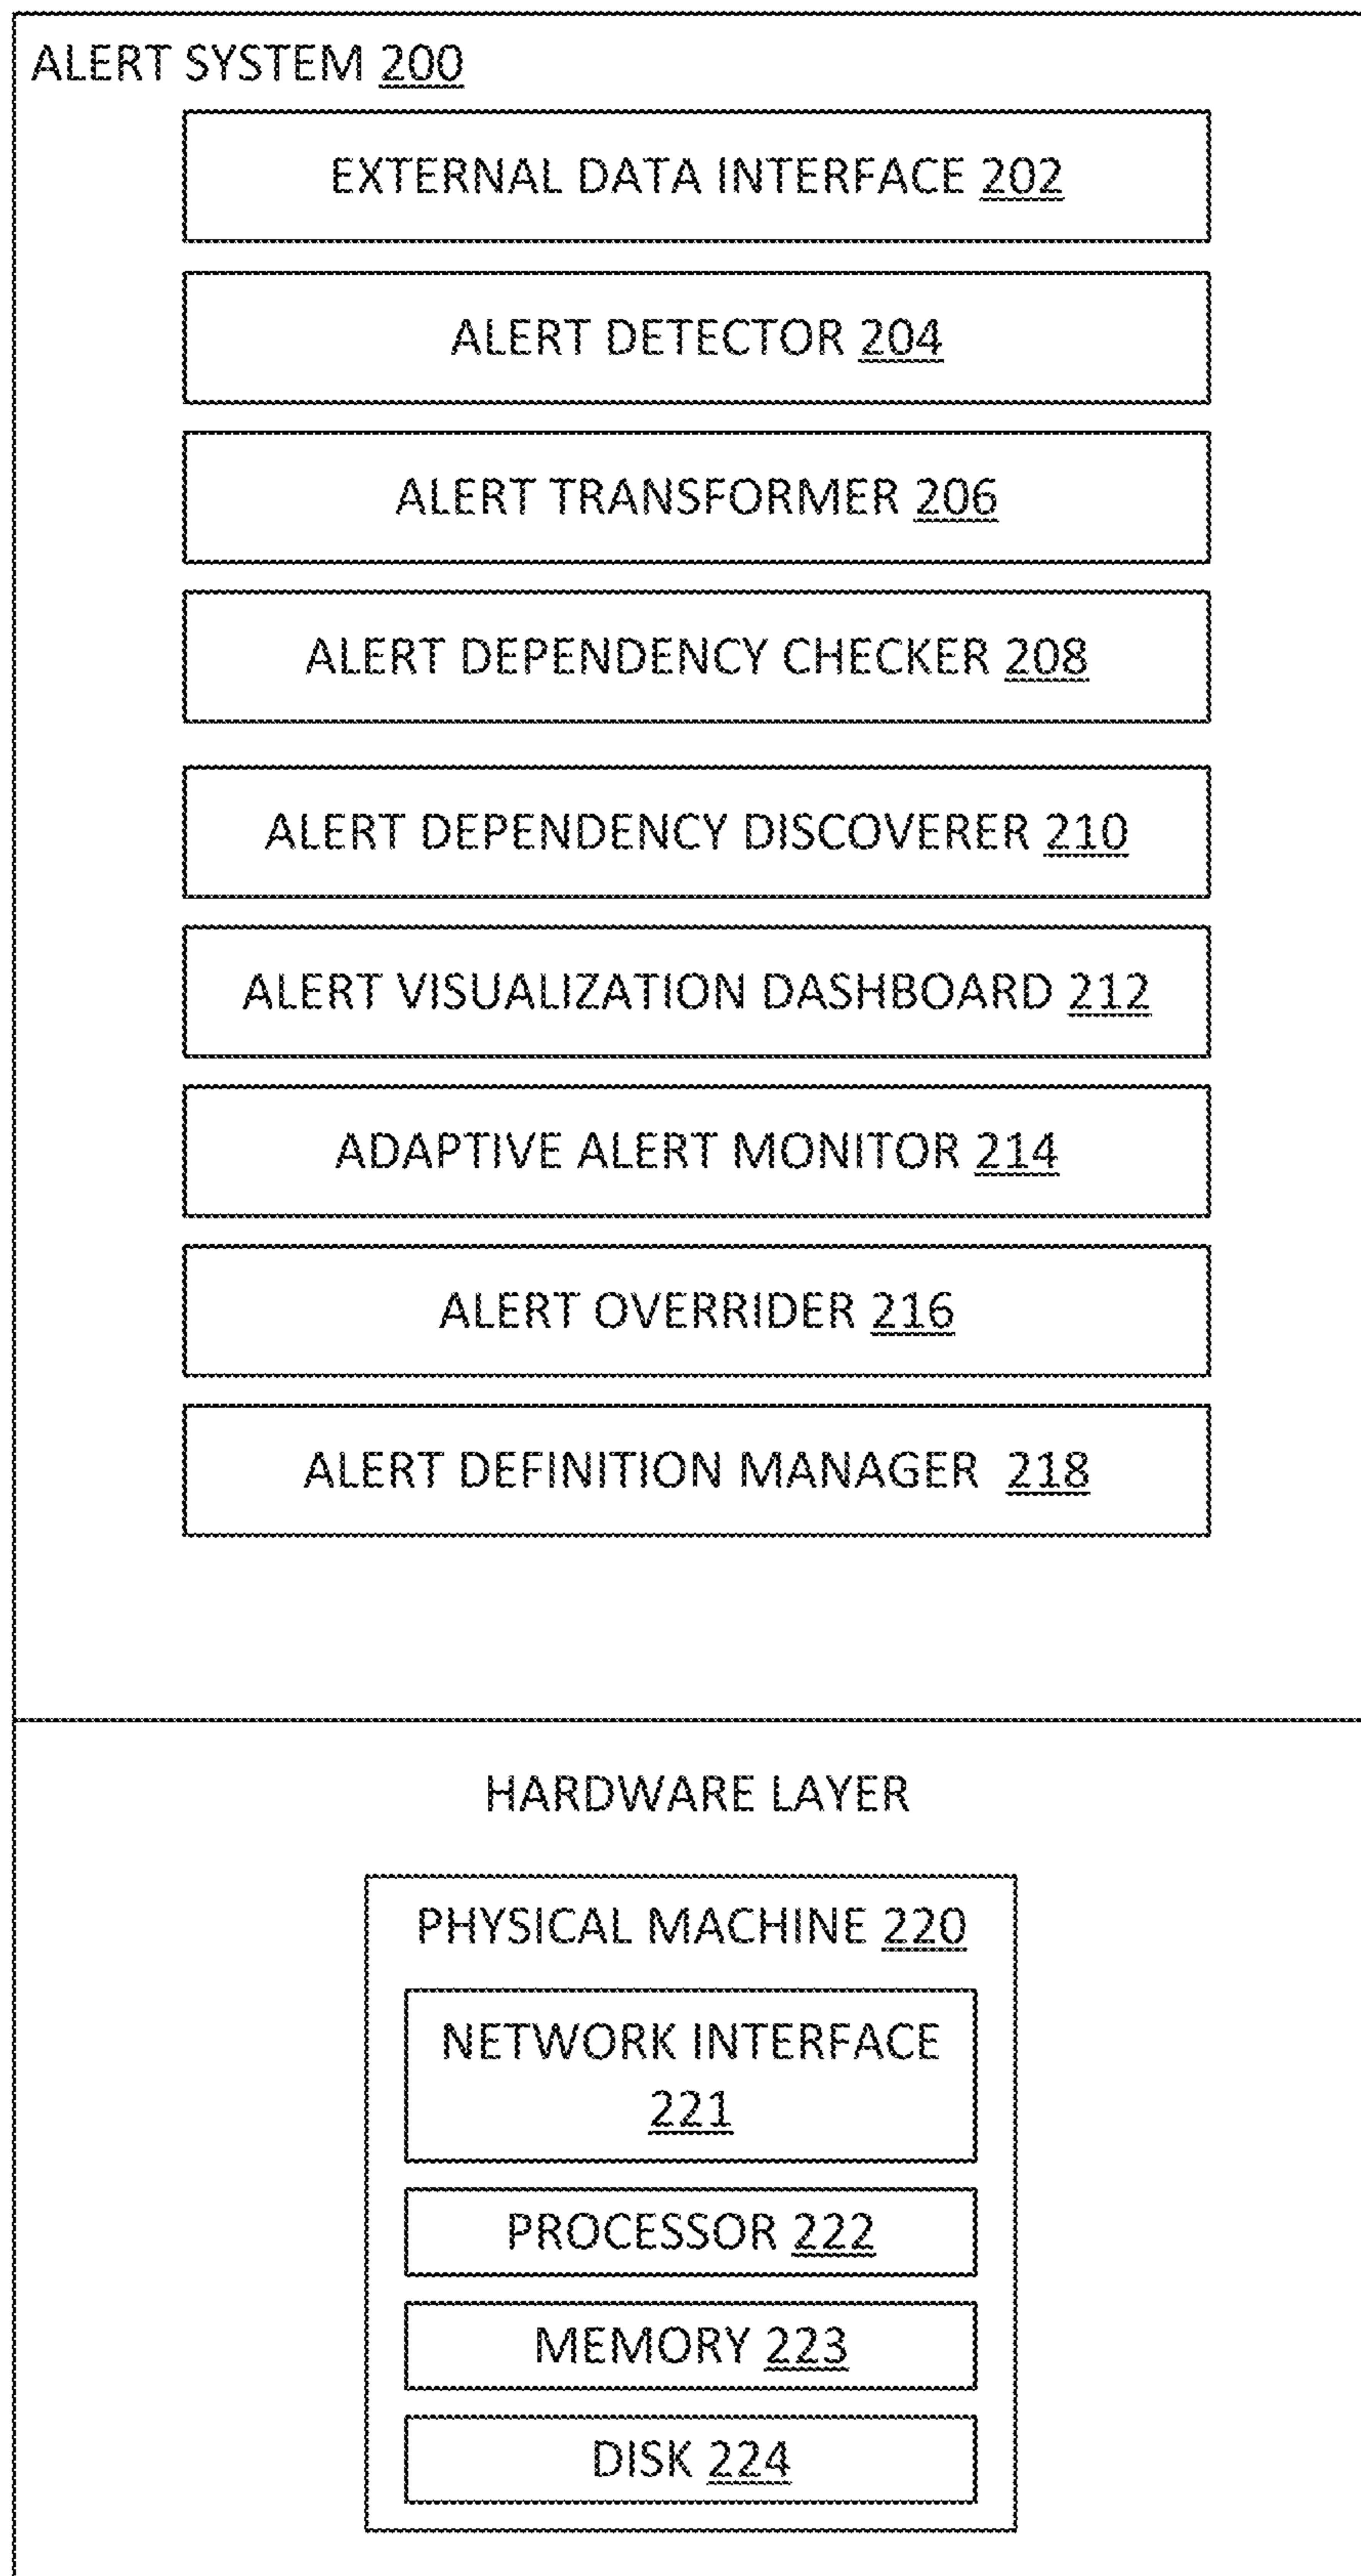 ALERT SYSTEM 200
EXTERNAL DATA INTERFACE 202
ALERT DETECTOR 204
ALERT TRANSFORMER 206
ALERT DEPENDENCY CHECKER 208
ALERT DEPENDENCY DISCOVERER 210
ALERT VISUALIZATION DASHBOARD 212
ADAPTIVE ALERT MONITOR 214
ALERT OVERRIDER 216
ALERT DEFINITION MANAGER 218
HARDWARE LAYER
PHYSICAL MACHINE 220
NETWORK INTERFACE
221
PROCESSOR 222
MEMORY 223
DISK 224